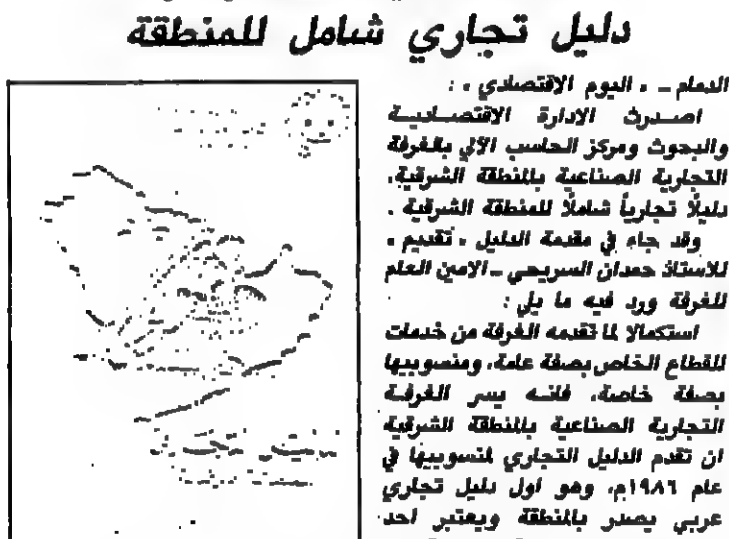 دليل تجاري شامل للمنطقة
الدمام ـ « اليوم الاقتصادي » :
اصدرت الادارة الاقتصادية
والبحوث ومركز الحاسب الآلي بالغرفة
التجارية الصناعية بالمنطقة الشرقية،
دليلًا تجارياً شاملًا للمنطقة الشرقية .
وقد جاء في مقدمة الدليل « تقديم »
للاستاذ حمدان السريحي ـ الامين العام
للغرفة ورد فيه ما يلي :
استكمالا لما تقدمه الغرفة من خدمات
للقطاع الخاص بصفة عامة، ومنسوبيها
بصفة خاصة، فانه يسر الغرفة
التجارية الصناعية بالمنطقة الشرقية
ان تقدم الدليل التجاري لمنسوبيها في
عام ١٩٨٦م، وهو اول دليل تجاري
عربي يصدر بالمنطقة ويعتبر احد